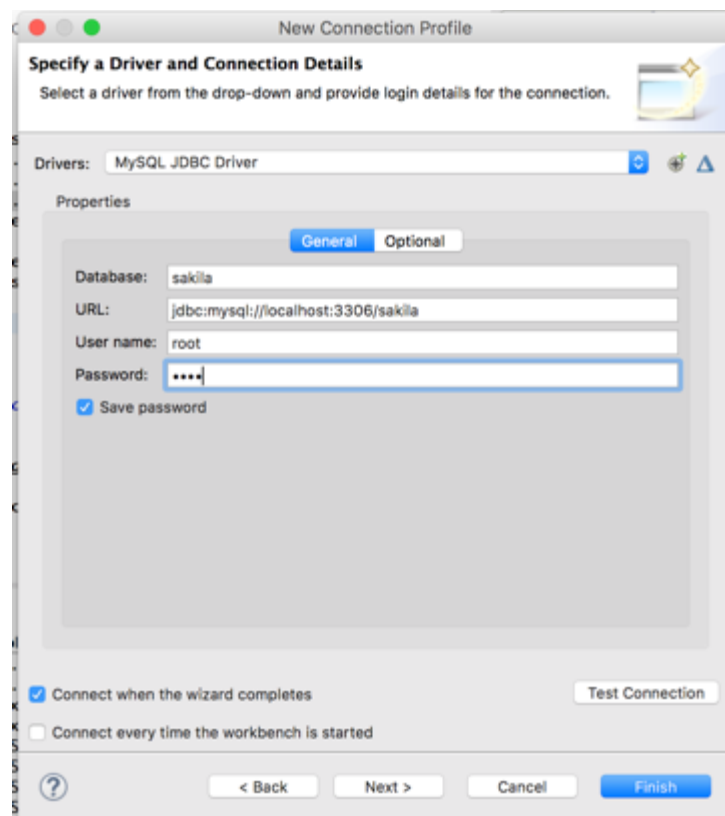 New Connection Profile
Specify a Driver and Connection Details
Select a driver from the drop-down and provide login details for the connection.
Drivers: MySQL JDBC Driver
Properties
General Optional
Database: sakila
URL: jdbc:mysql://localhost:3306/sakila
User name: root
Password: ••••
Save password
Connect when the wizard completes Test Connection
Connect every time the workbench is started
? < Back Next > Cancel Finish